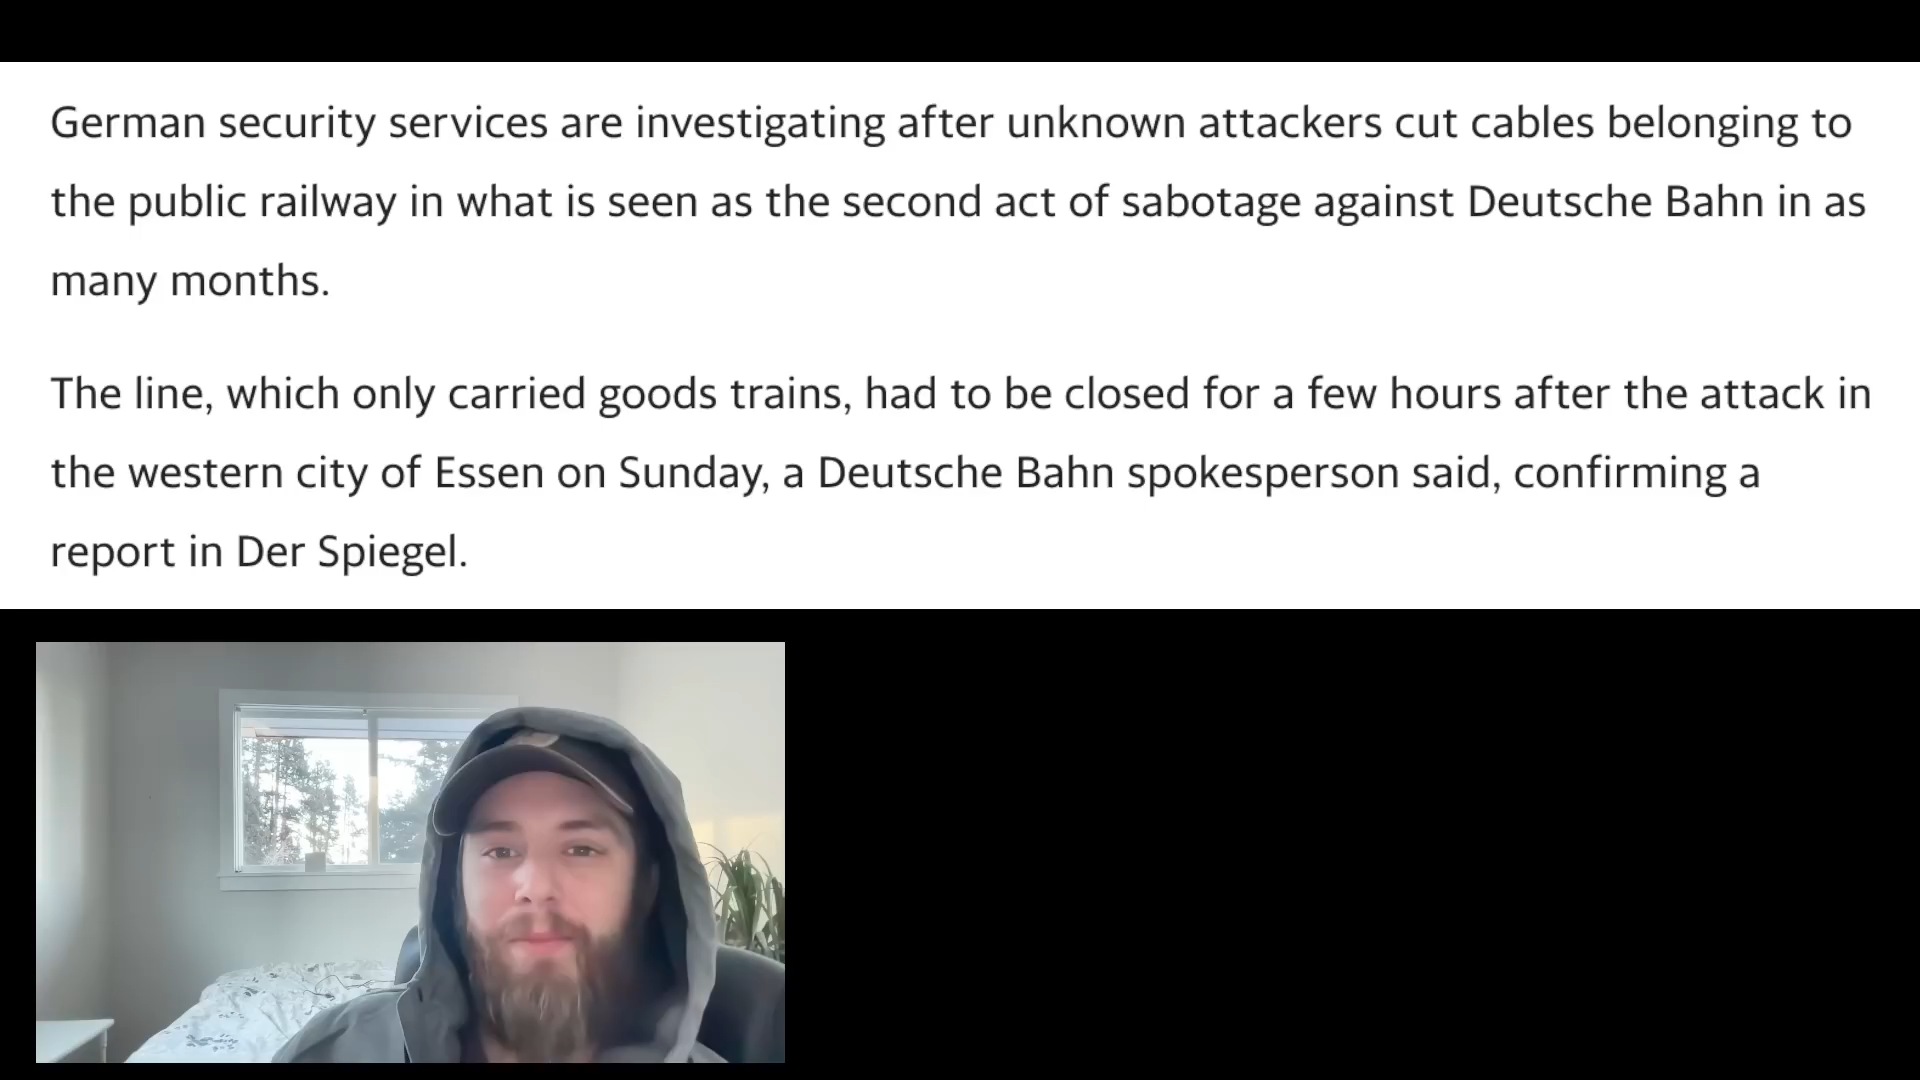 German security services are investigating after unknown attackers cut cables belonging to
the public railway in what is seen as the second act of sabotage against Deutsche Bahn in as
many months.
The line, which only carried goods trains, had to be closed for a few hours after the attack in
the western city of Essen on Sunday, a Deutsche Bahn spokesperson said, confirming a
report in Der Spiegel.